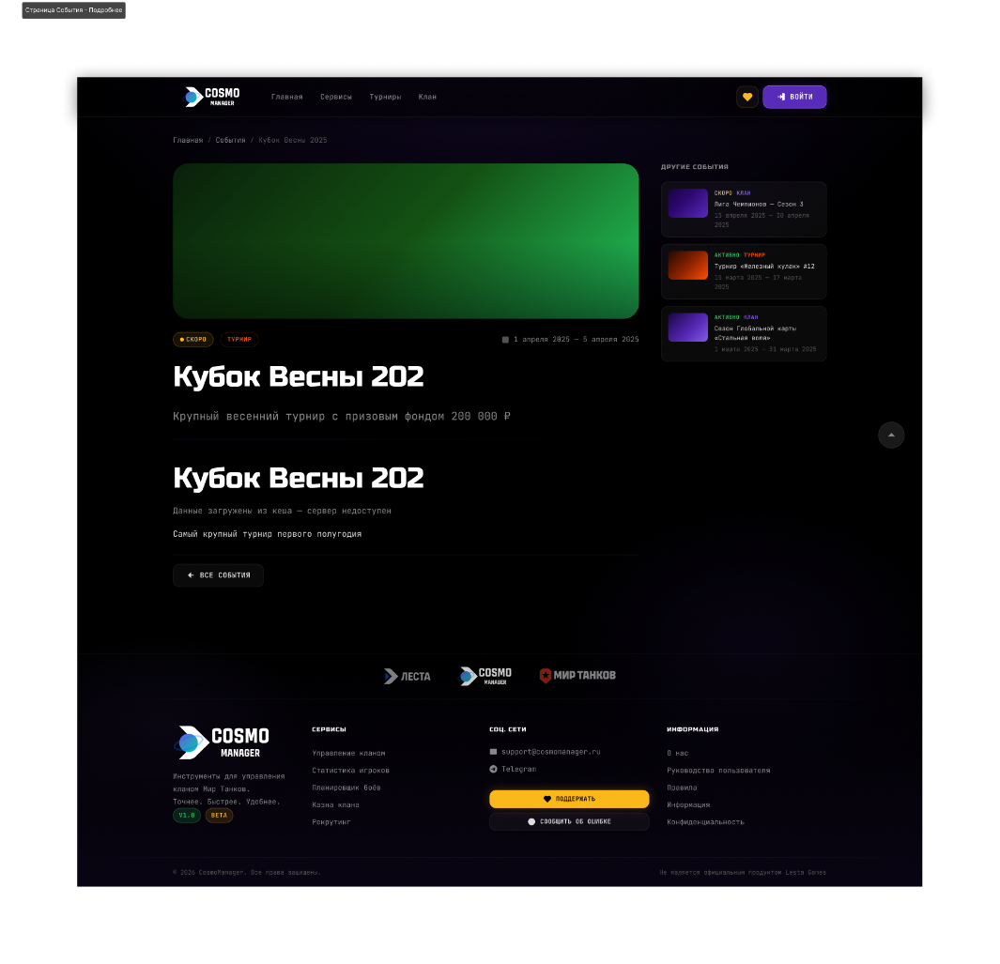 Страница События - Подробнее
COSMO
MANAGER
Главная Сервисы Турниры Клан
ВОЙТИ
Главная / События / Кубок Весны 2025
СКОРО ТУРНИР
1 апреля 2025 — 5 апреля 2025
Кубок Весны 202
Крупный весенний турнир с призовым фондом 200 000 ₽
Кубок Весны 202
Данные загружены из кеша — сервер недоступен
Самый крупный турнир первого полугодия
← ВСЕ СОБЫТИЯ
ДРУГИЕ СОБЫТИЯ
СКОРО КЛАН
Лига Чемпионов — Сезон 3
15 апреля 2025 — 30 апреля
2025
АКТИВНО ТУРНИР
Турнир «Железный кулак» #12
15 марта 2025 — 17 марта
2025
АКТИВНО КЛАН
Сезон Глобальной карты
«Стальная воля»
1 марта 2025 — 31 марта 2025
ЛЕСТА
COSMO
MANAGER
МИР ТАНКОВ
COSMO
MANAGER
Инструменты для управления
кланом Мир Танков.
Точнее. Быстрее. Удобнее.
V1.0 BETA
СЕРВИСЫ
Управление кланом
Статистика игроков
Планировщик боёв
Казна клана
Рекрутинг
СОЦ. СЕТИ
support@cosmomanager.ru
Telegram
ПОДДЕРЖАТЬ
СООБЩИТЬ ОБ ОШИБКЕ
ИНФОРМАЦИЯ
О нас
Руководства пользователя
Правила
Информация
Конфиденциальность
© 2026 CosmoManager. Все права защищены.
Не является официальным продуктом Lesta Games